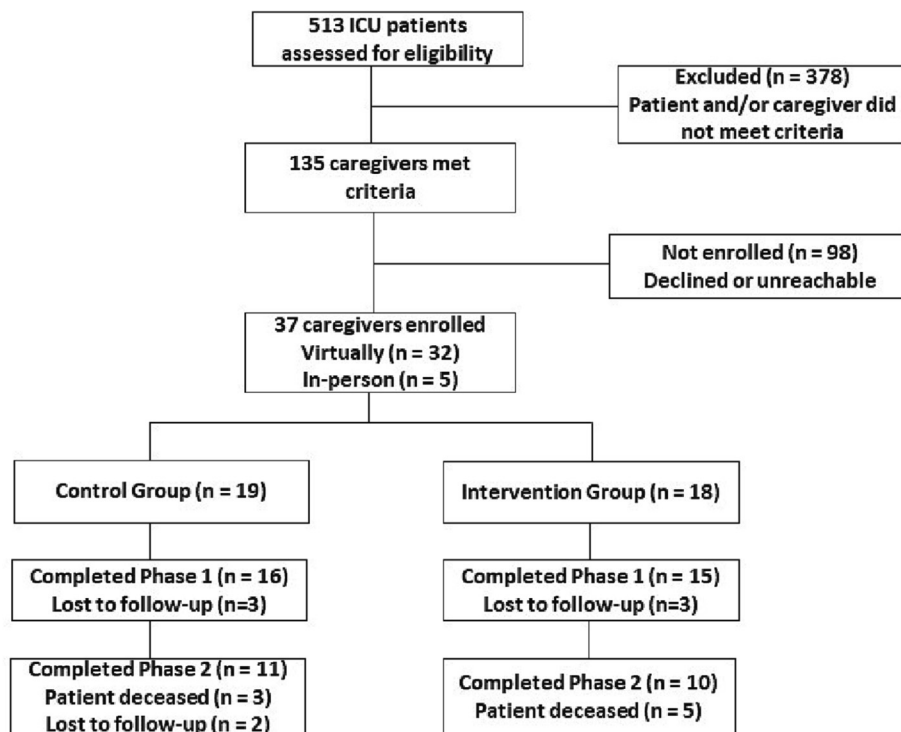 513 ICU patients
assessed for eligibility
Excluded (n = 378)
Patient and/or caregiver did
not meet criteria
135 caregivers met
criteria
Not enrolled (n = 98)
Declined or unreachable
37 caregivers enrolled
Virtually (n = 32)
In-person (n = 5)
Control Group (n = 19)
Intervention Group (n = 18)
Completed Phase 1 (n = 16)
Lost to follow-up (n=3)
Completed Phase 1 (n = 15)
Lost to follow-up (n=3)
Completed Phase 2 (n = 11)
Patient deceased (n = 3)
Lost to follow-up (n = 2)
Completed Phase 2 (n = 10)
Patient deceased (n = 5)